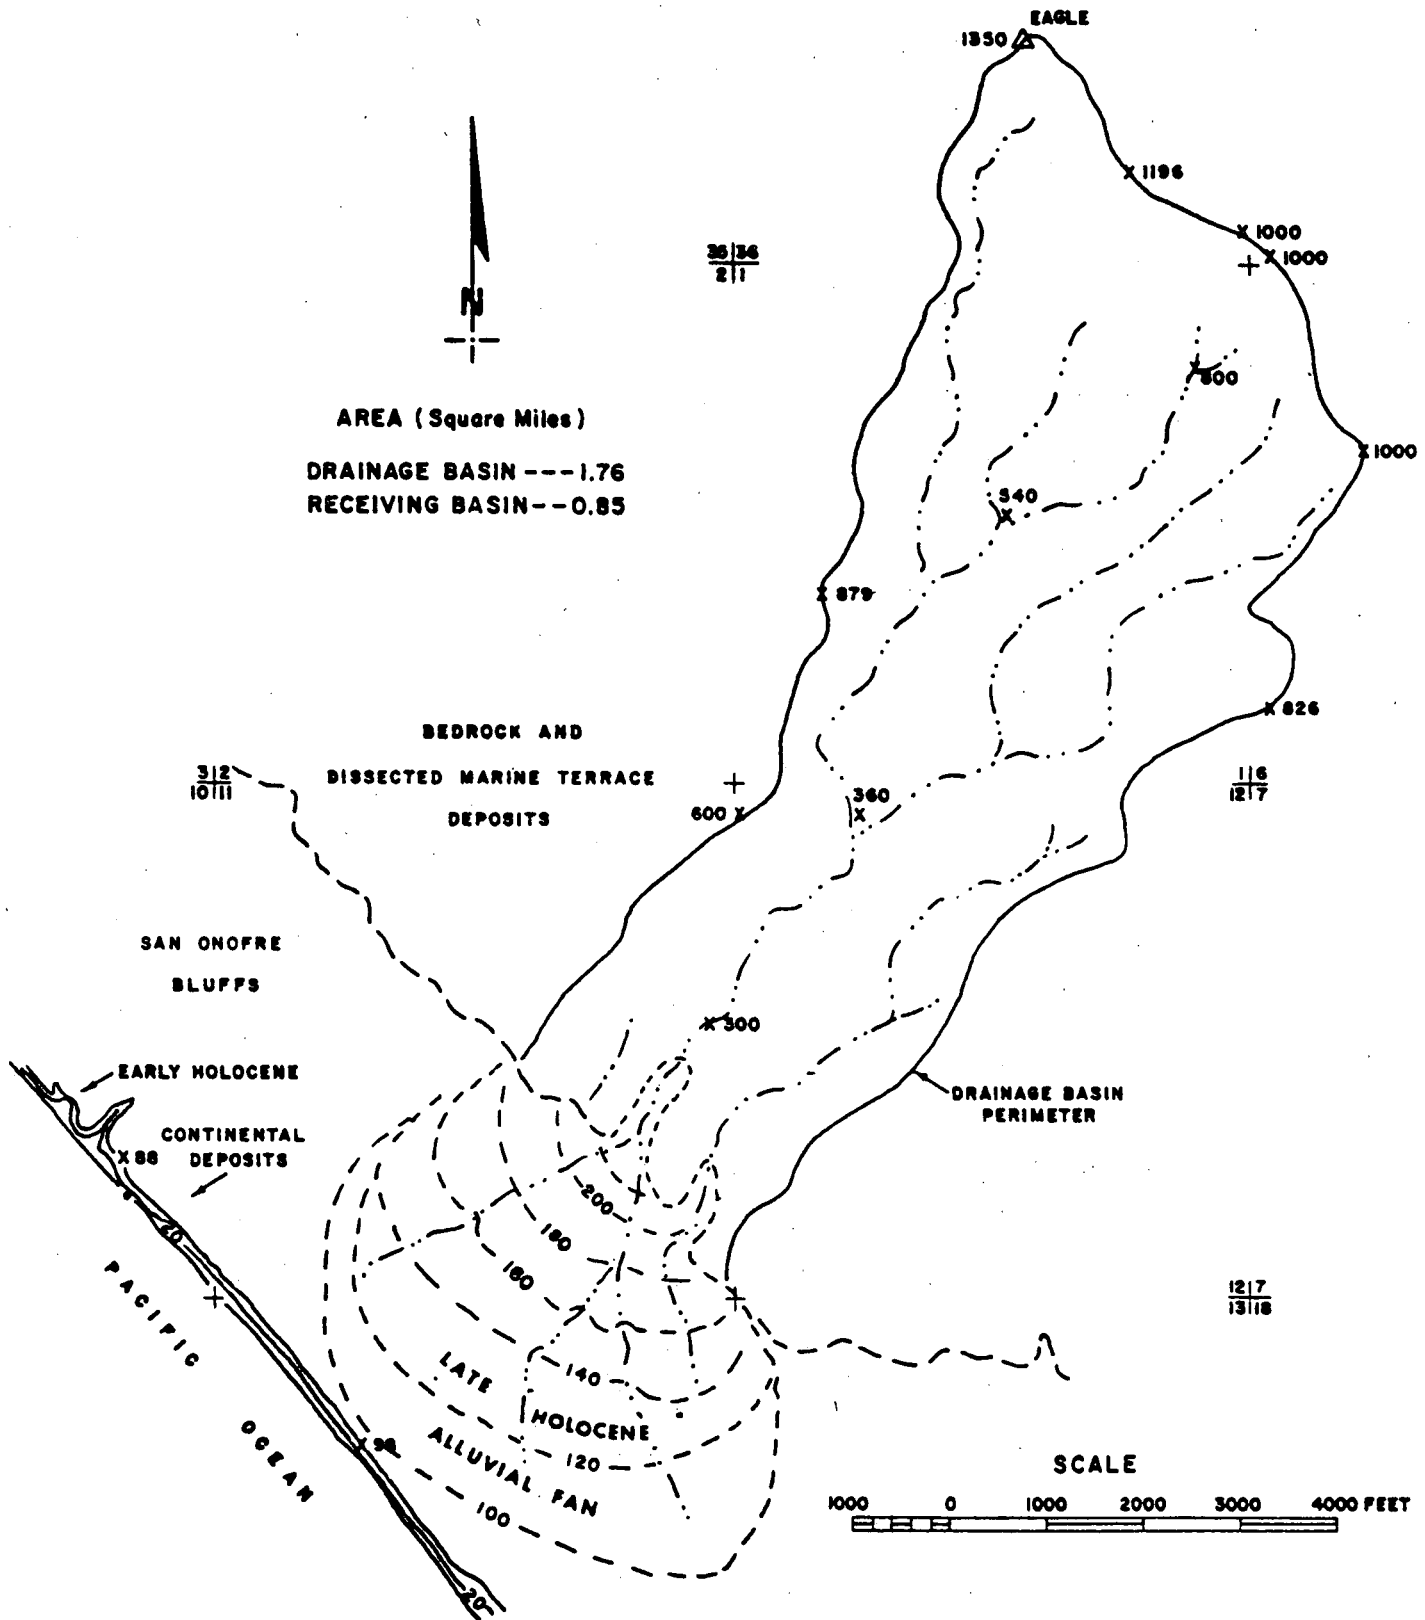 EAGLE
1350
1196
1000
1000
35|36
2|1
N
800
AREA (Square Miles)
DRAINAGE BASIN ---1.76
RECEIVING BASIN--0.85
1000
540
879
826
BEDROCK AND
DISSECTED MARINE TERRACE
DEPOSITS
3|2
10|11
1|6
12|7
600
360
SAN ONOFRE
BLUFFS
300
EARLY HOLOCENE
CONTINENTAL
DEPOSITS
DRAINAGE BASIN
PERIMETER
88
20
200
180
160
PACIFIC
OCEAN
12|7
13|18
140
LATE
HOLOCENE
ALLUVIAL FAN
120
100
98
20
SCALE
1000 0 1000 2000 3000 4000 FEET